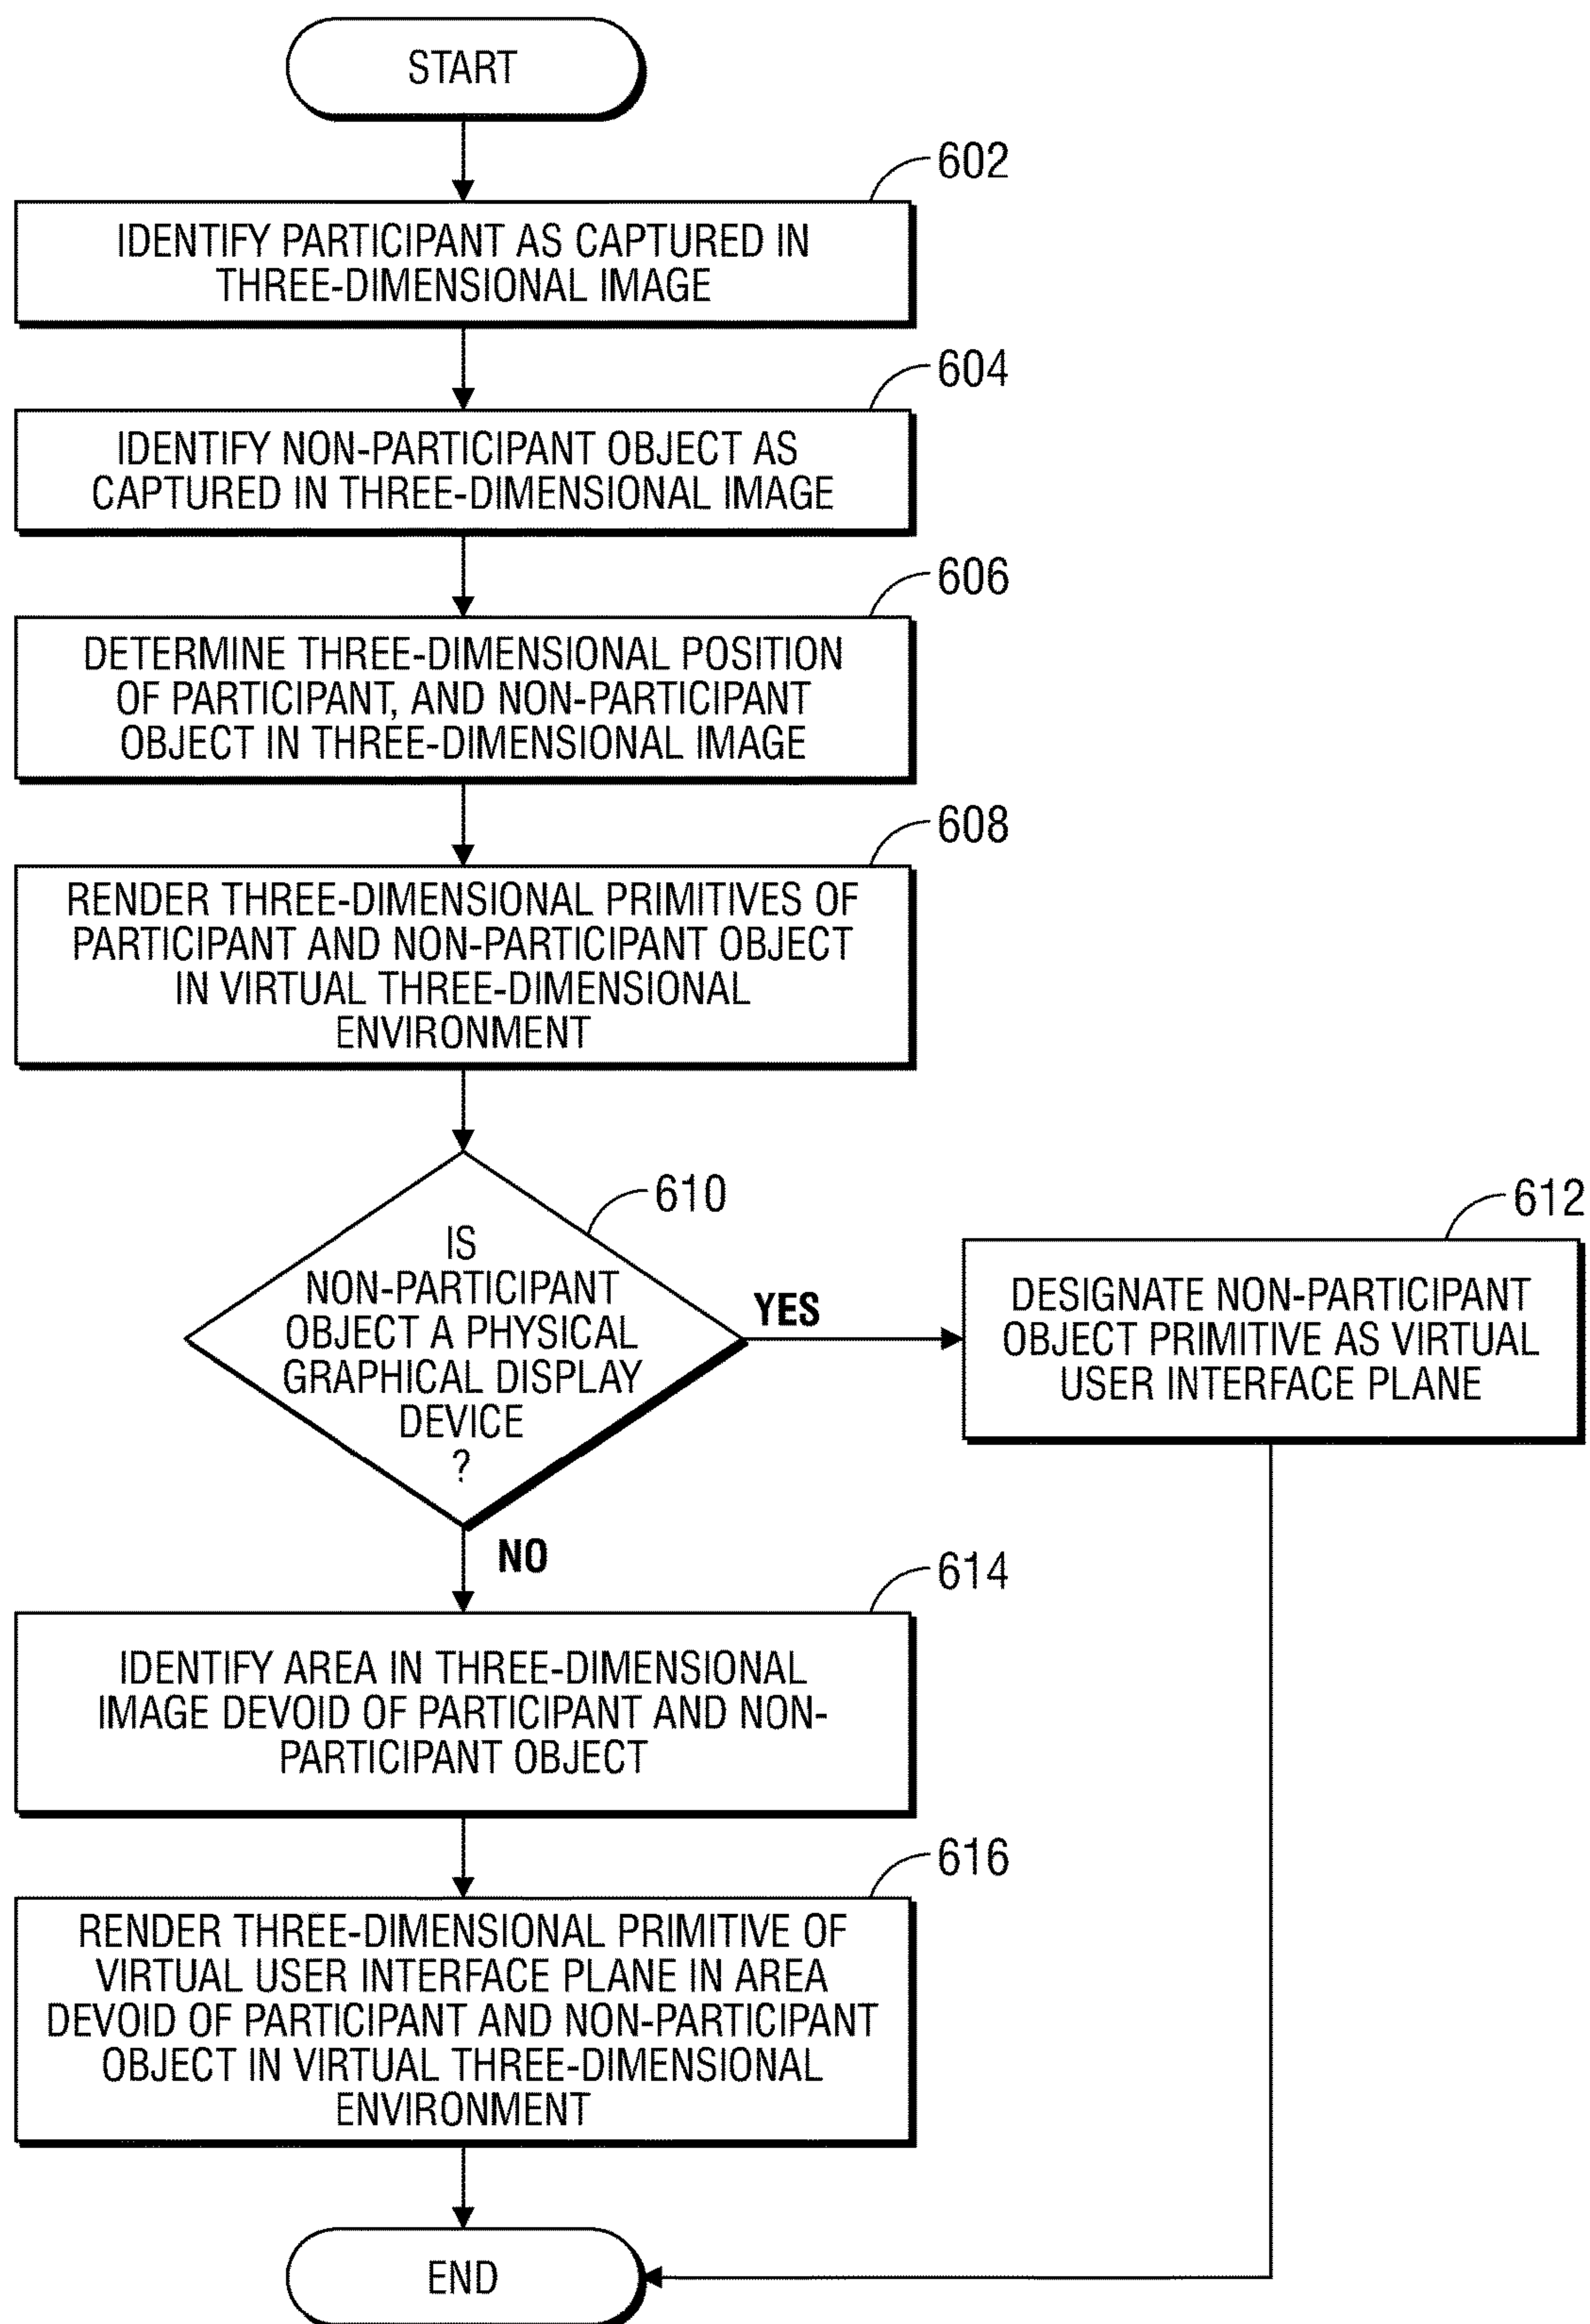 START
602
IDENTIFY PARTICIPANT AS CAPTURED IN
THREE-DIMENSIONAL IMAGE
604
IDENTIFY NON-PARTICIPANT OBJECT AS
CAPTURED IN THREE-DIMENSIONAL IMAGE
606
DETERMINE THREE-DIMENSIONAL POSITION
OF PARTICIPANT, AND NON-PARTICIPANT
OBJECT IN THREE-DIMENSIONAL IMAGE
608
RENDER THREE-DIMENSIONAL PRIMITIVES OF
PARTICIPANT AND NON-PARTICIPANT OBJECT
IN VIRTUAL THREE-DIMENSIONAL
ENVIRONMENT
610
IS
NON-PARTICIPANT
OBJECT A PHYSICAL
GRAPHICAL DISPLAY
DEVICE
?
YES
612
DESIGNATE NON-PARTICIPANT
OBJECT PRIMITIVE AS VIRTUAL
USER INTERFACE PLANE
NO
614
IDENTIFY AREA IN THREE-DIMENSIONAL
IMAGE DEVOID OF PARTICIPANT AND NON-
PARTICIPANT OBJECT
616
RENDER THREE-DIMENSIONAL PRIMITIVE OF
VIRTUAL USER INTERFACE PLANE IN AREA
DEVOID OF PARTICIPANT AND NON-PARTICIPANT
OBJECT IN VIRTUAL THREE-DIMENSIONAL
ENVIRONMENT
END